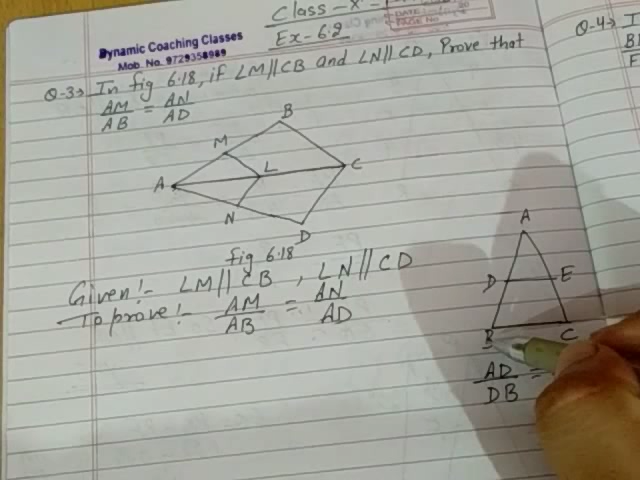 Class - X
Ex-6.2
Dynamic Coaching Classes
Mob. No. 9729358989
Q-3→ In fig 6.18, if LM||CB and LN||CD, Prove that
AM/AB = AN/AD
Q-4→
B
M
L
C
A
N
D
fig 6.18
Given!- LM||CB , LN||CD
To prove!- AM/AB = AN/AD
A
D E
B C
AD/DB =